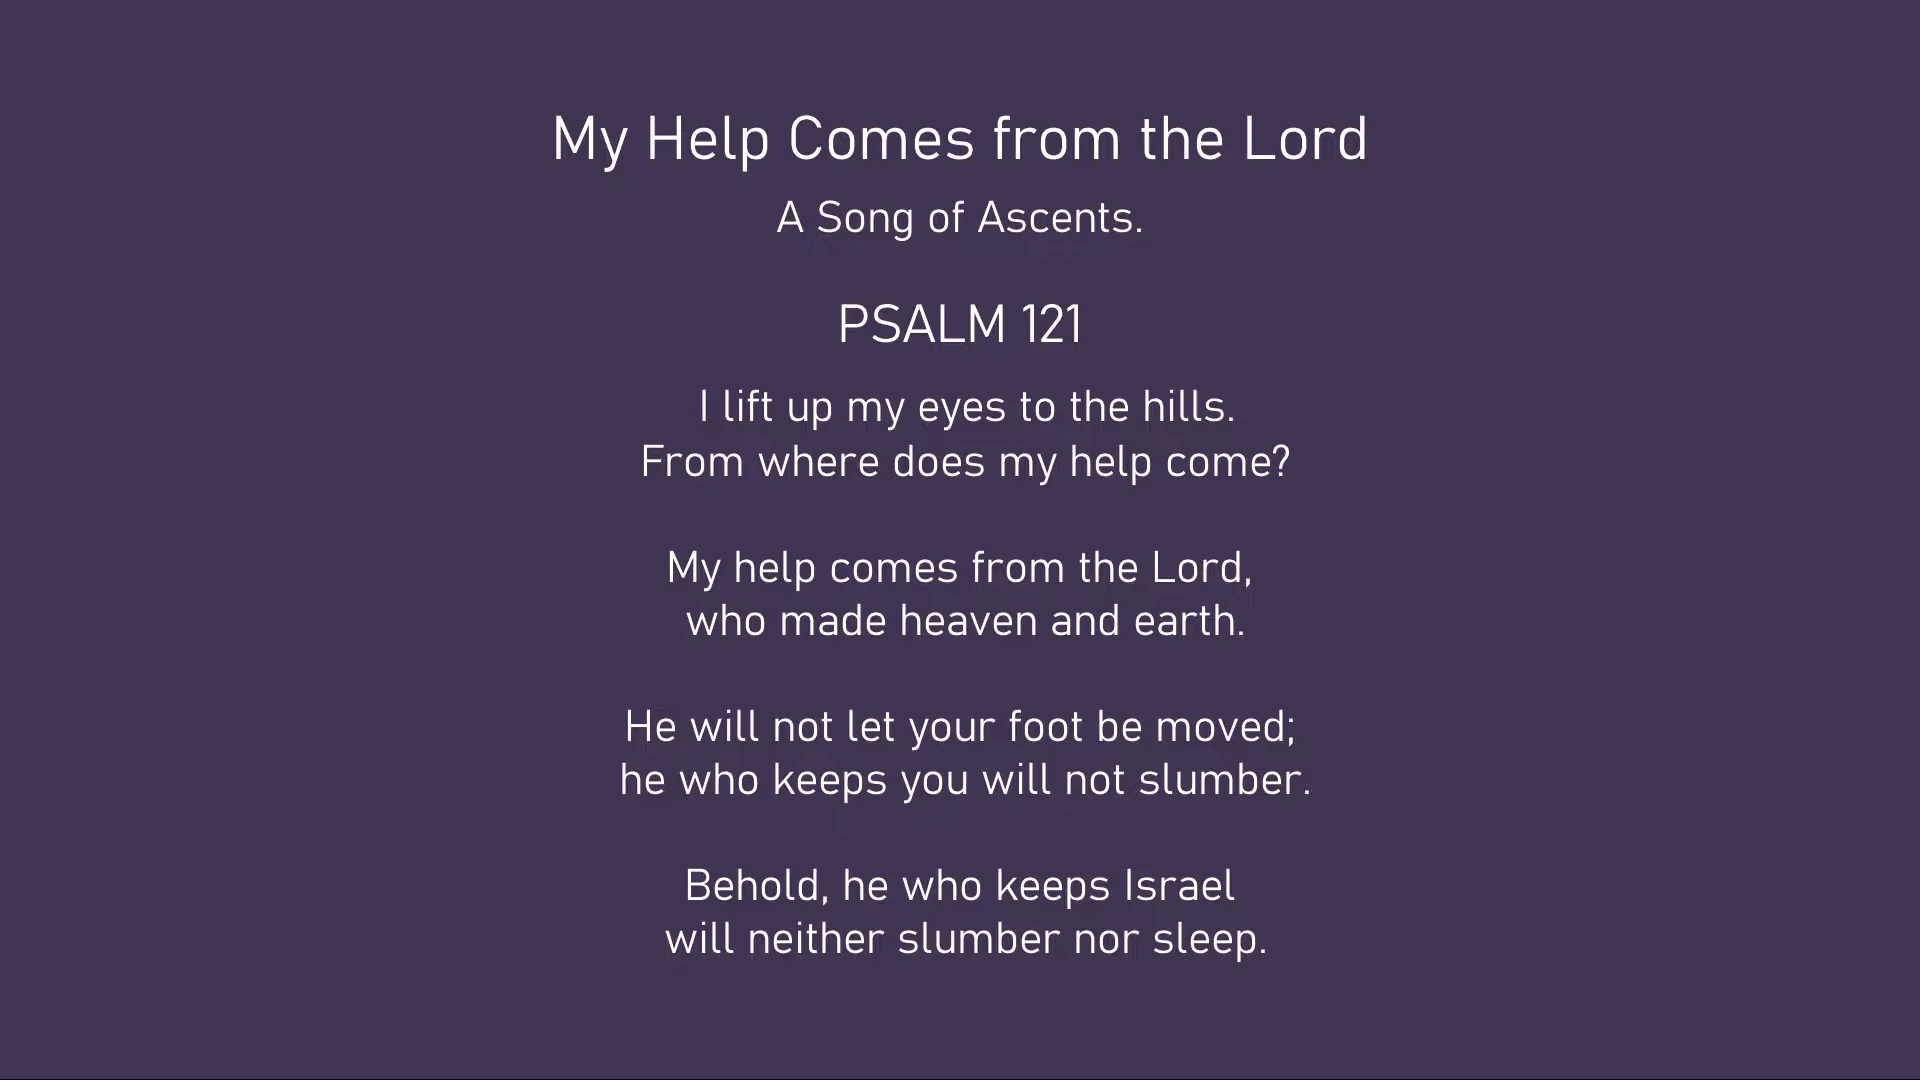 My Help Comes from the Lord
A Song of Ascents.
PSALM 121
I lift up my eyes to the hills.
From where does my help come?
My help comes from the Lord,
who made heaven and earth.
He will not let your foot be moved;
he who keeps you will not slumber.
Behold, he who keeps Israel
will neither slumber nor sleep.